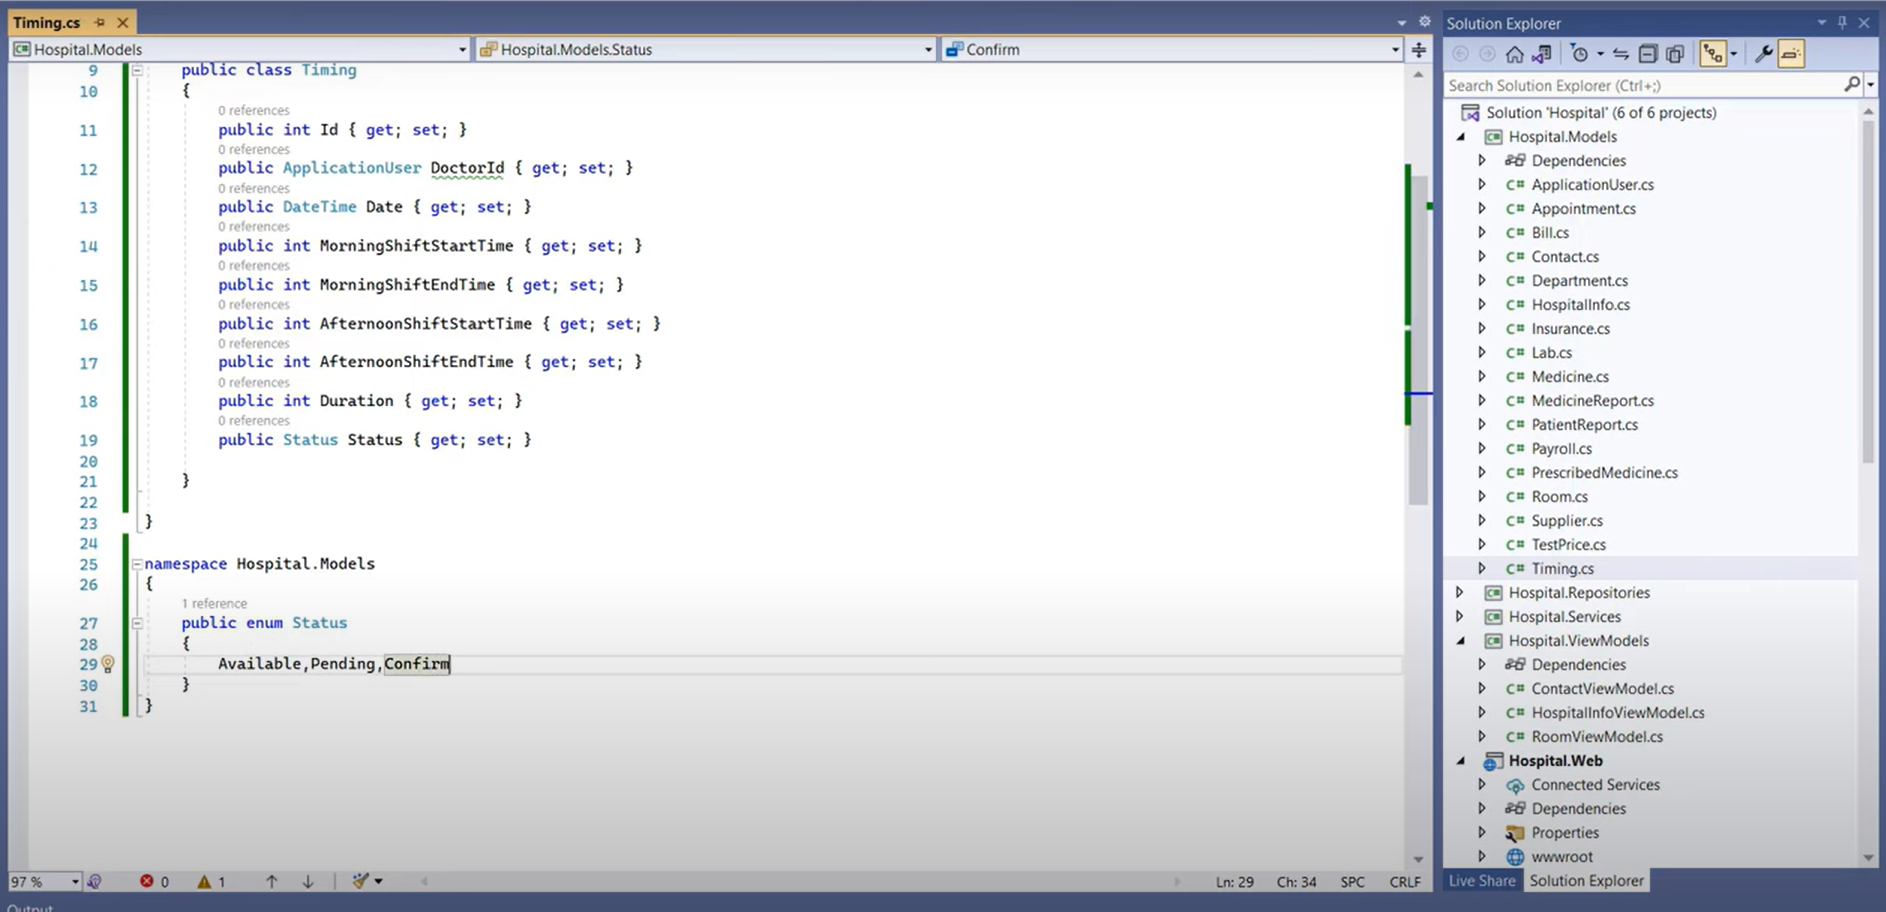 Timing.cs
Hospital.Models
Hospital.Models.Status
Confirm
9 public class Timing
10 {
0 references
11 public int Id { get; set; }
0 references
12 public ApplicationUser DoctorId { get; set; }
0 references
13 public DateTime Date { get; set; }
0 references
14 public int MorningShiftStartTime { get; set; }
0 references
15 public int MorningShiftEndTime { get; set; }
0 references
16 public int AfternoonShiftStartTime { get; set; }
0 references
17 public int AfternoonShiftEndTime { get; set; }
0 references
18 public int Duration { get; set; }
0 references
19 public Status Status { get; set; }
20
21 }
22
23 }
24
25 namespace Hospital.Models
26 {
1 reference
27 public enum Status
28 {
29 Available,Pending,Confirm
30 }
31 }
97 %
0
1
Ln: 29
Ch: 34
SPC
CRLF
Output
Solution Explorer
Search Solution Explorer (Ctrl+;)
Solution 'Hospital' (6 of 6 projects)
Hospital.Models
Dependencies
C# ApplicationUser.cs
C# Appointment.cs
C# Bill.cs
C# Contact.cs
C# Department.cs
C# HospitalInfo.cs
C# Insurance.cs
C# Lab.cs
C# Medicine.cs
C# MedicineReport.cs
C# PatientReport.cs
C# Payroll.cs
C# PrescribedMedicine.cs
C# Room.cs
C# Supplier.cs
C# TestPrice.cs
C# Timing.cs
Hospital.Repositories
Hospital.Services
Hospital.ViewModels
Dependencies
C# ContactViewModel.cs
C# HospitalInfoViewModel.cs
C# RoomViewModel.cs
Hospital.Web
Connected Services
Dependencies
Properties
wwwroot
Live Share
Solution Explorer